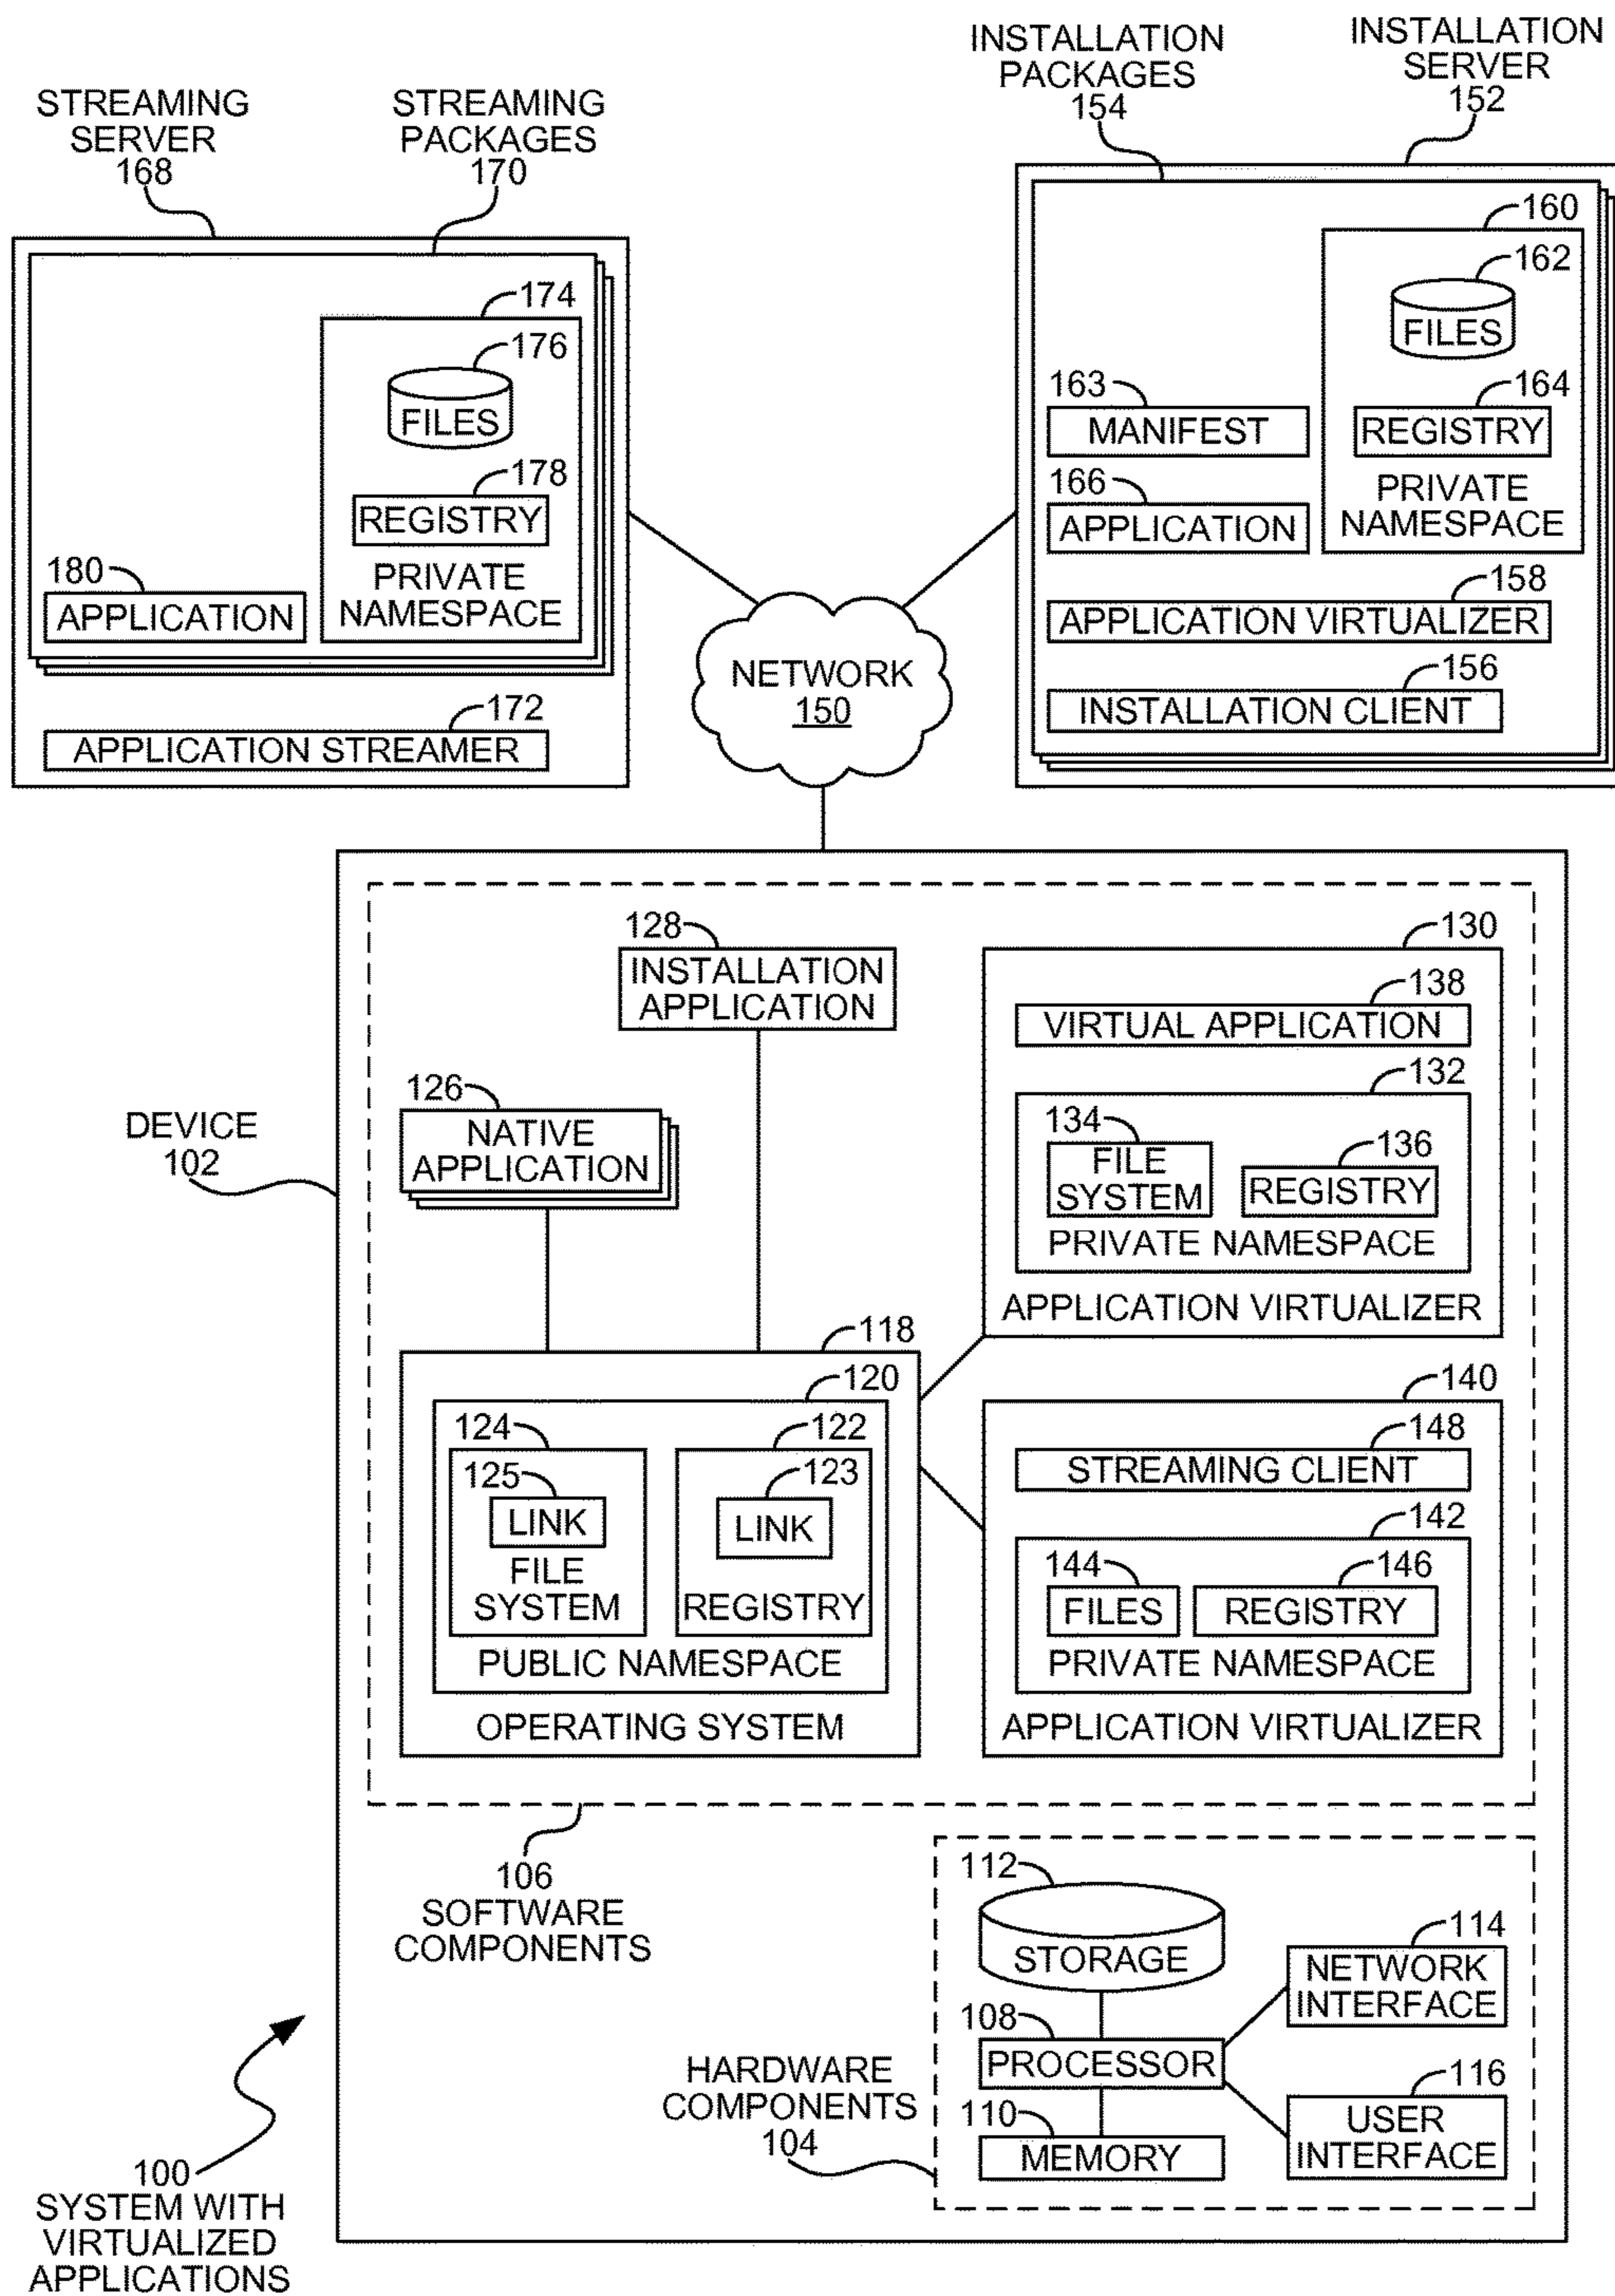 STREAMING
SERVER
168
STREAMING
PACKAGES
170
INSTALLATION
PACKAGES
154
INSTALLATION
SERVER
152
174
176
FILES
178
REGISTRY
PRIVATE
NAMESPACE
180
APPLICATION
172
APPLICATION STREAMER
160
162
FILES
163
MANIFEST
164
REGISTRY
166
APPLICATION
PRIVATE
NAMESPACE
158
APPLICATION VIRTUALIZER
156
INSTALLATION CLIENT
NETWORK
150
DEVICE
102
128
INSTALLATION
APPLICATION
126
NATIVE
APPLICATION
130
138
VIRTUAL APPLICATION
132
134
FILE
SYSTEM
136
REGISTRY
PRIVATE NAMESPACE
APPLICATION VIRTUALIZER
118
120
124
125
LINK
FILE
SYSTEM
122
123
LINK
REGISTRY
PUBLIC NAMESPACE
OPERATING SYSTEM
140
148
STREAMING CLIENT
142
144
FILES
146
REGISTRY
PRIVATE NAMESPACE
APPLICATION VIRTUALIZER
106
SOFTWARE
COMPONENTS
112
STORAGE
114
NETWORK
INTERFACE
108
PROCESSOR
110
MEMORY
116
USER
INTERFACE
HARDWARE
COMPONENTS
104
100
SYSTEM WITH
VIRTUALIZED
APPLICATIONS